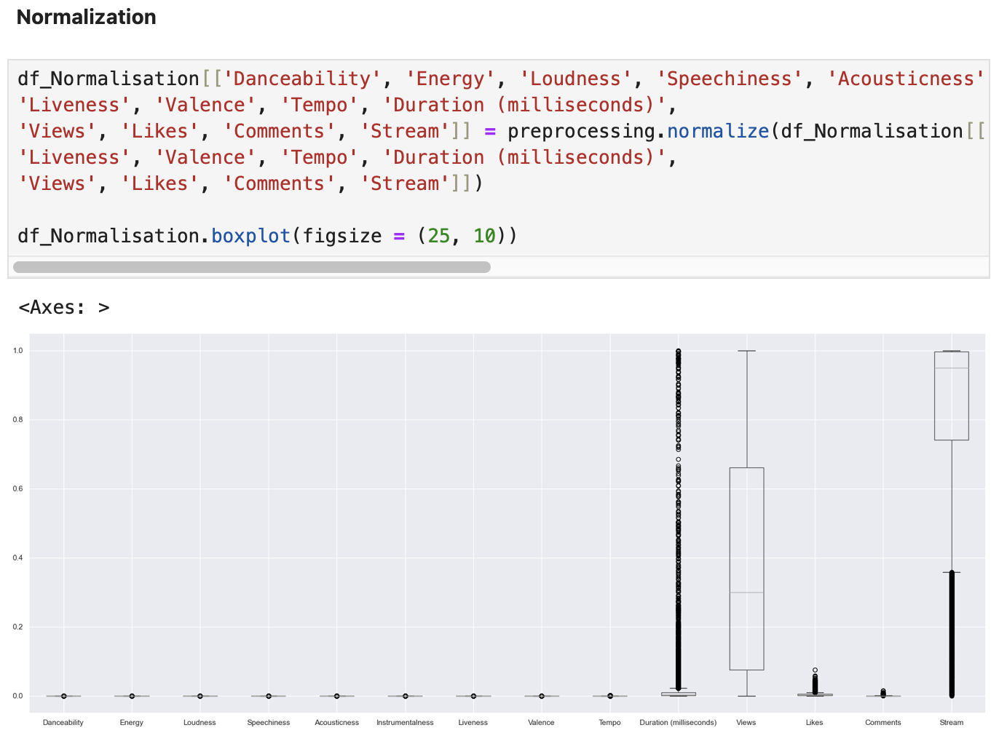 Normalization
df_Normalisation[['Danceability', 'Energy', 'Loudness', 'Speechiness', 'Acousticness'
'Liveness', 'Valence', 'Tempo', 'Duration (milliseconds)',
'Views', 'Likes', 'Comments', 'Stream']] = preprocessing.normalize(df_Normalisation[[
'Liveness', 'Valence', 'Tempo', 'Duration (milliseconds)',
'Views', 'Likes', 'Comments', 'Stream']])
df_Normalisation.boxplot(figsize = (25, 10))
<Axes: >
1.0
0.8
0.6
0.4
0.2
0.0
Danceability Energy Loudness Speechiness Acousticness Instrumentalness Liveness Valence Tempo Duration (milliseconds) Views Likes Comments Stream